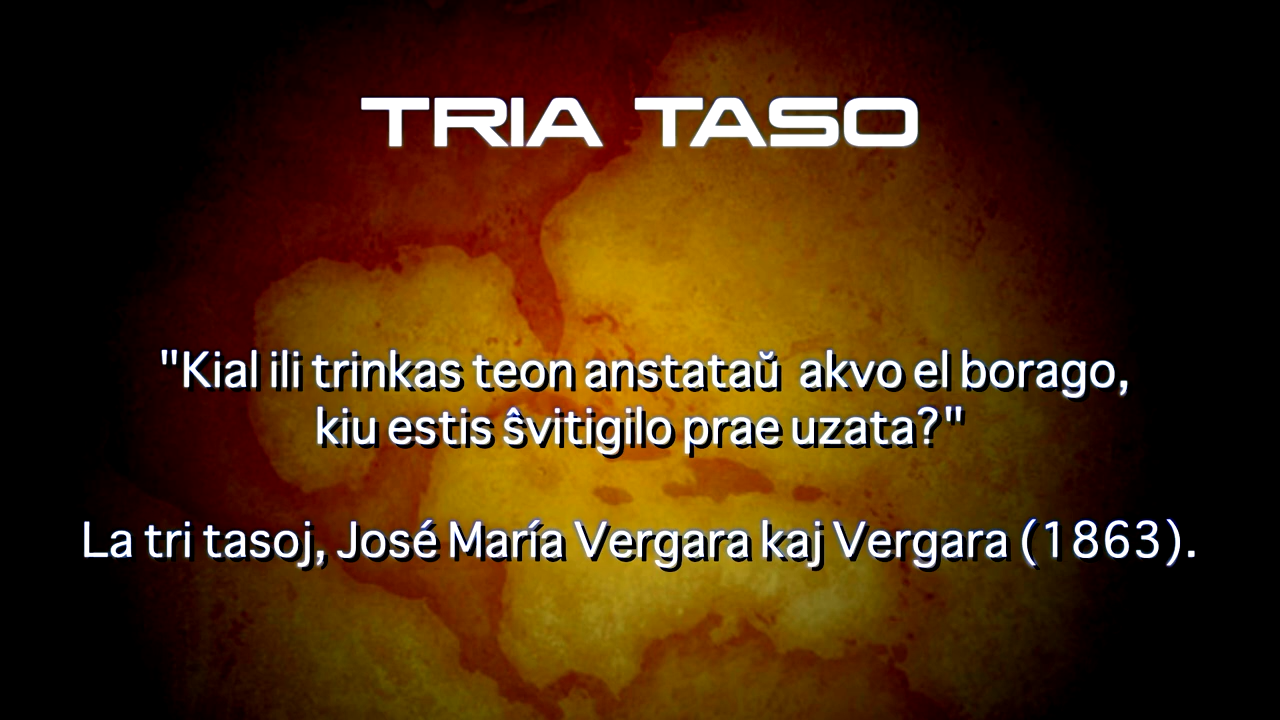 TRIA TASO
"Kial ili trinkas teon anstataŭ akvo el borago,
kiu estis ŝvitigilo prae uzata?"
La tri tasoj, José María Vergara kaj Vergara (1863).